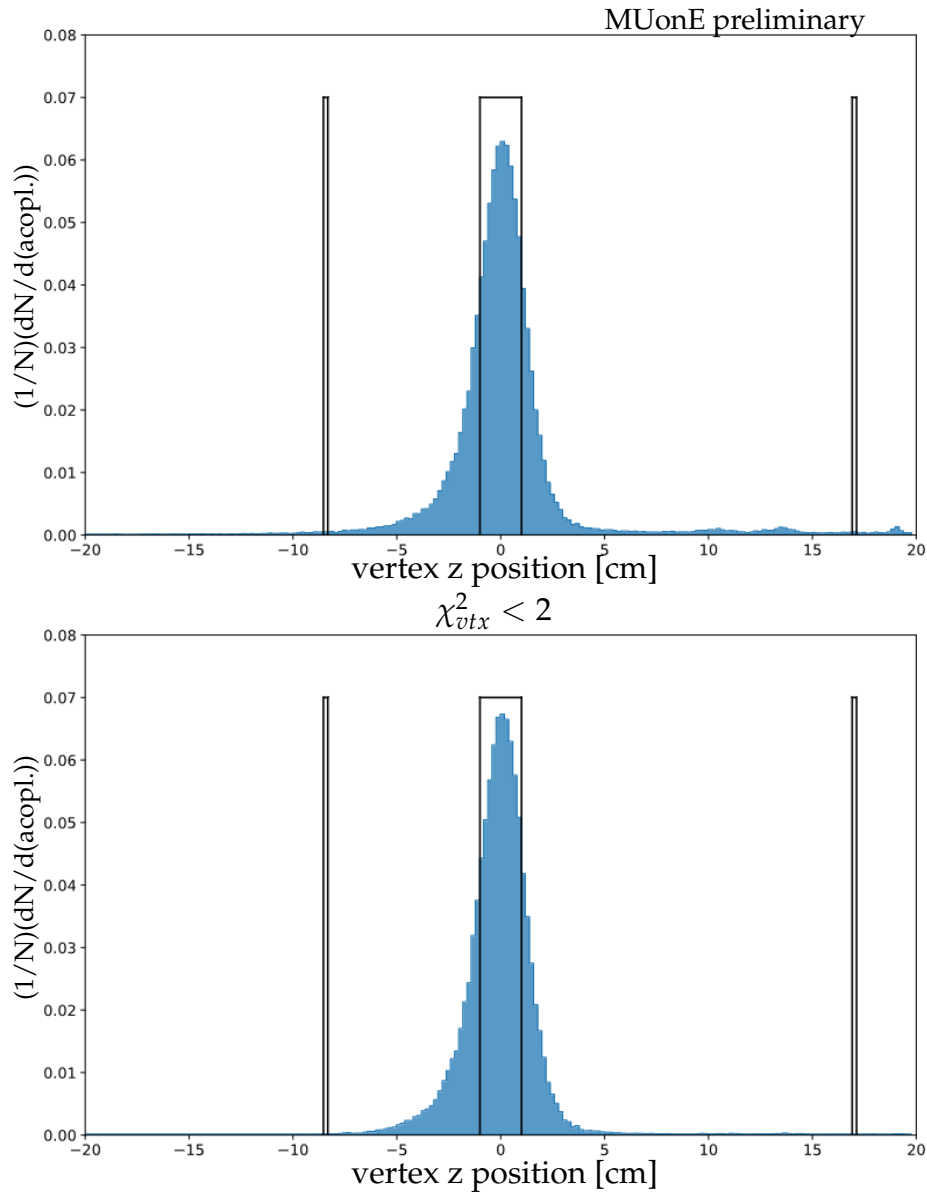 MUonE preliminary
0.08
0.07
0.06
0.05
0.04
0.03
0.02
0.01
0.00
(1/N)(dN/d(acopl.))
−20 −15 −10 −5 0 5 10 15 20
vertex z position [cm]
χ²vtx < 2
0.08
0.07
0.06
0.05
0.04
0.03
0.02
0.01
0.00
(1/N)(dN/d(acopl.))
−20 −15 −10 −5 0 5 10 15 20
vertex z position [cm]